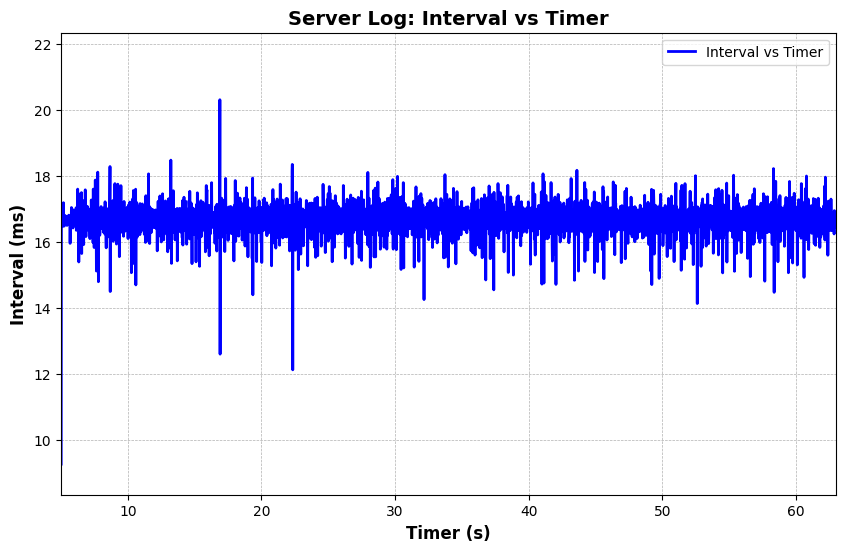 Server Log: Interval vs Timer
Interval vs Timer
22
20
18
16
14
12
10
Interval (ms)
10 20 30 40 50 60
Timer (s)